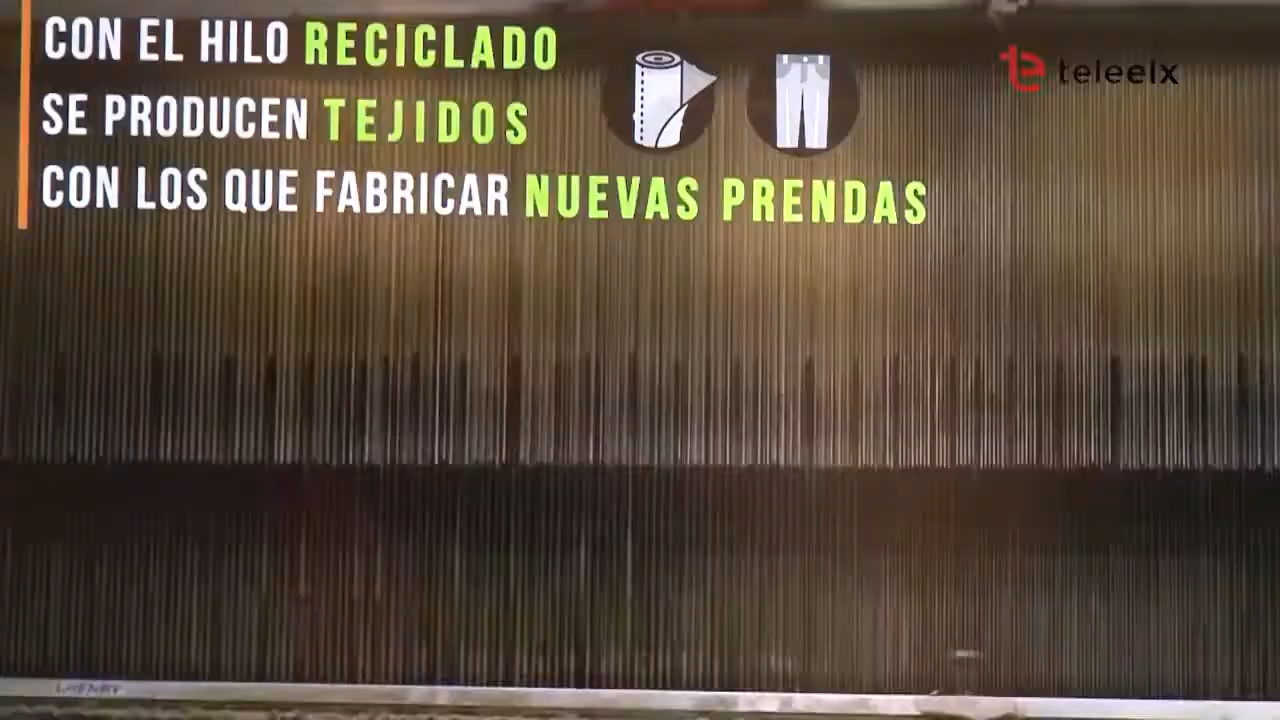 CON EL HILO RECICLADO
SE PRODUCEN TEJIDOS
CON LOS QUE FABRICAR NUEVAS PRENDAS
teleelx